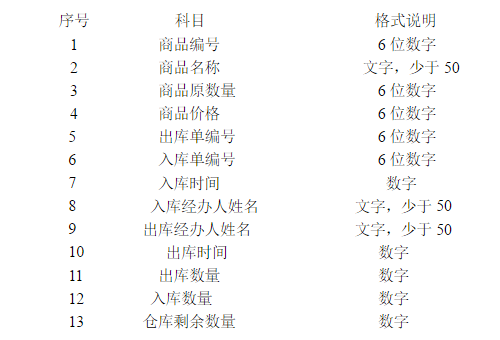 序号 科目 格式说明
1 商品编号 6 位数字
2 商品名称 文字，少于 50
3 商品原数量 6 位数字
4 商品价格 6 位数字
5 出库单编号 6 位数字
6 入库单编号 6 位数字
7 入库时间 数字
8 入库经办人姓名 文字，少于 50
9 出库经办人姓名 文字，少于 50
10 出库时间 数字
11 出库数量 数字
12 入库数量 数字
13 仓库剩余数量 数字